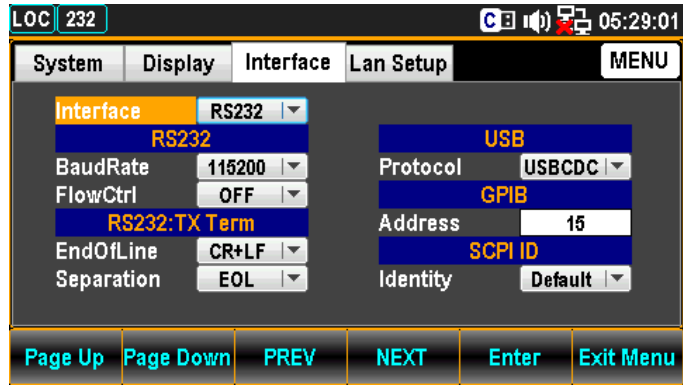 LOC 232 C 05:29:01
System Display Interface Lan Setup MENU
Interface RS232
RS232 USB
BaudRate 115200 Protocol USBCDC
FlowCtrl OFF GPIB
RS232:TX Term Address 15
EndOfLine CR+LF SCPI ID
Separation EOL Identity Default
Page Up Page Down PREV NEXT Enter Exit Menu